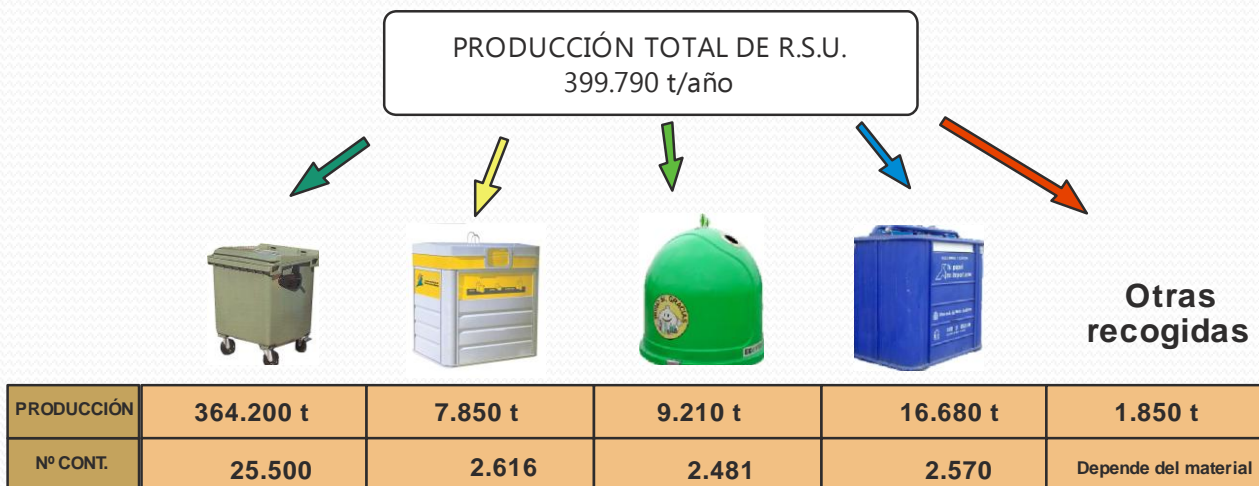 PRODUCCIÓN TOTAL DE R.S.U.
399.790 t/año
Otras
recogidas
PRODUCCIÓN 364.200 t 7.850 t 9.210 t 16.680 t 1.850 t
Nº CONT. 25.500 2.616 2.481 2.570 Depende del material